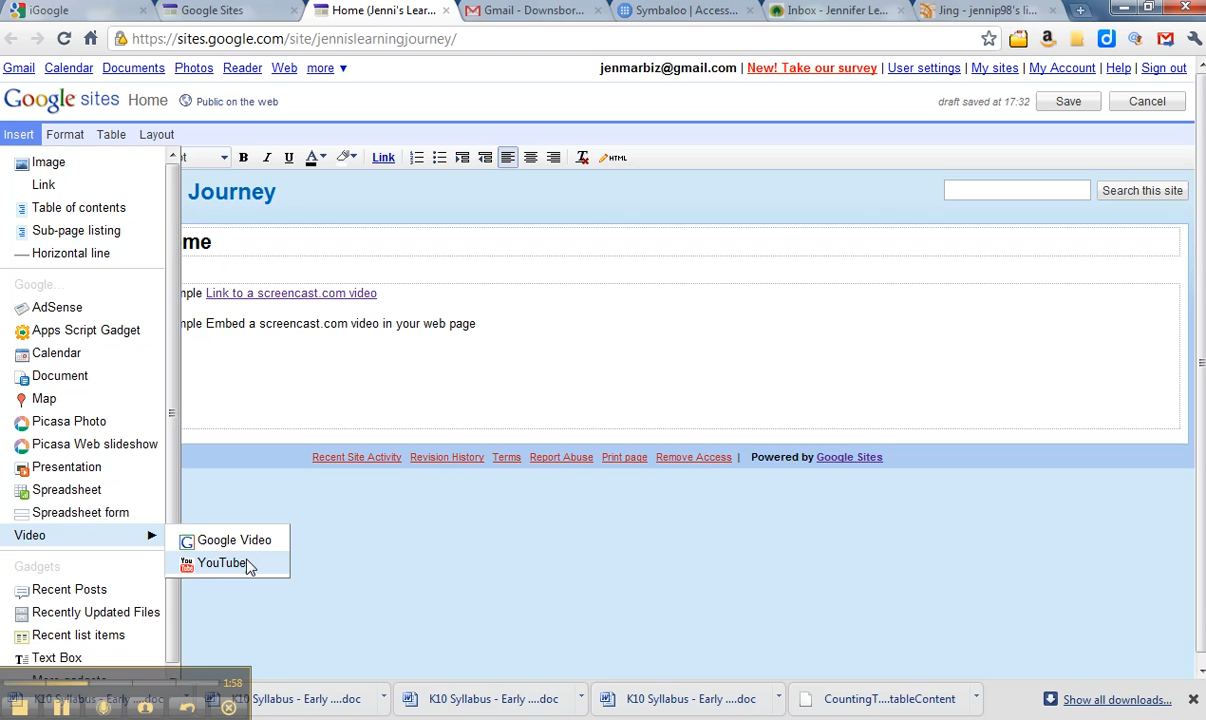 iGoogle
Google Sites
Home (Jenni's Lear...
Gmail - Downsbor...
Symbaloo | Access...
Inbox - Jennifer Le...
Jing - jennip98's li...
https://sites.google.com/site/jennislearningjourney/
Gmail Calendar Documents Photos Reader Web more ▼
jenmarbiz@gmail.com | New! Take our survey | User settings | My sites | My Account | Help | Sign out
Google sites Home Public on the web
draft saved at 17:32 Save Cancel
Insert Format Table Layout
B I U A Link HTML
Journey
Search this site
Image
Link
Table of contents
Sub-page listing
Horizontal line
me
mple Link to a screencast.com video
mple Embed a screencast.com video in your web page
Google...
AdSense
Apps Script Gadget
Calendar
Document
Map
Picasa Photo
Picasa Web slideshow
Presentation
Spreadsheet
Spreadsheet form
Video
Google Video
YouTube
Recent Site Activity Revision History Terms Report Abuse Print page Remove Access | Powered by Google Sites
Gadgets
Recent Posts
Recently Updated Files
Recent list items
Text Box
1:58
K10 Syllabus - Early ....doc
Syllabus - Early ....doc
K10 Syllabus - Early ....doc
K10 Syllabus - Early ....doc
CountingT....tableContent
Show all downloads...